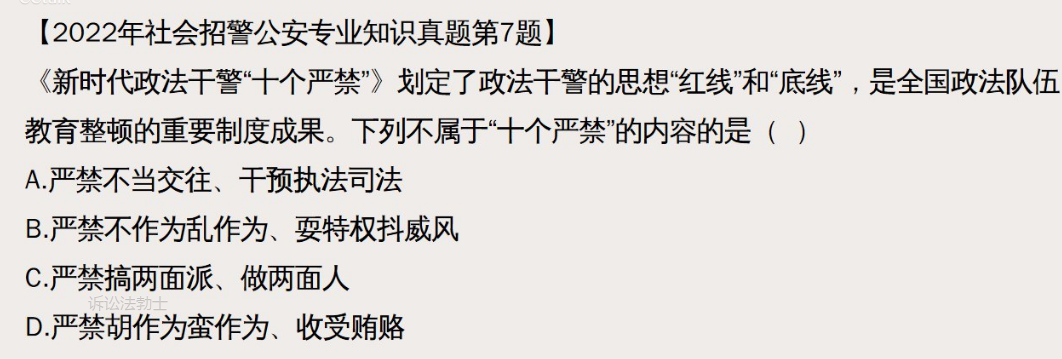 【2022年社会招警公安专业知识真题第7题】
《新时代政法干警“十个严禁”》划定了政法干警的思想“红线”和“底线”，是全国政法队伍
教育整顿的重要制度成果。下列不属于“十个严禁”的内容的是（ ）
A.严禁不当交往、干预执法司法
B.严禁不作为乱作为、耍特权抖威风
C.严禁搞两面派、做两面人
诉讼法勃士
D.严禁胡作为蛮作为、收受贿赂